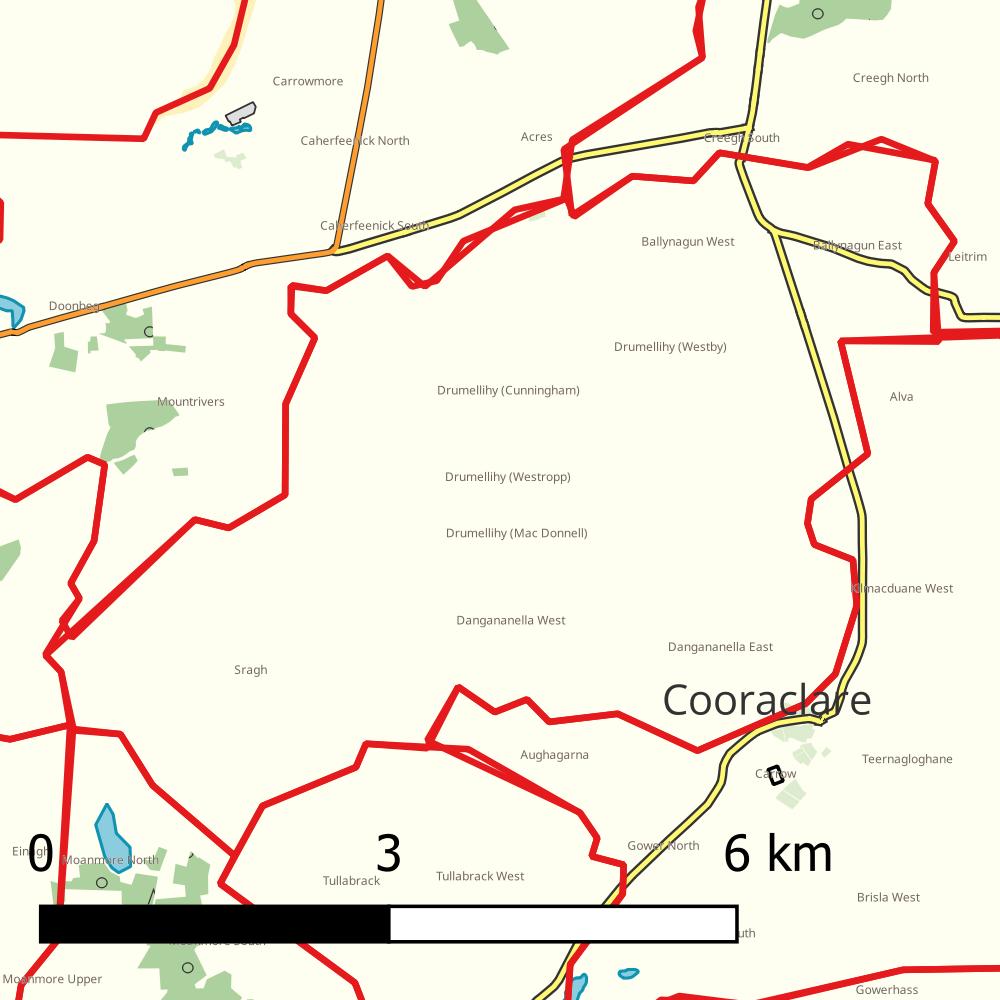 Carrowmore
Creegh North
Acres
Creegh South
Caherfeenick North
Caherfeenick South
Ballynagun West
Ballynagun East
Leitrim
Doonbeg
Drumellihy (Westby)
Drumellihy (Cunningham)
Alva
Mountrivers
Drumellihy (Westropp)
Drumellihy (Mac Donnell)
Kilmacduane West
Dangananella West
Dangananella East
Sragh
Cooraclare
Aughagarna
Teernagloghane
Carrow
Gower North
0 3 6 km
Einagh
Moanmore North
Tullabrack
Tullabrack West
Brisla West
Moanmore South
uth
Moanmore Upper
Gowerhass